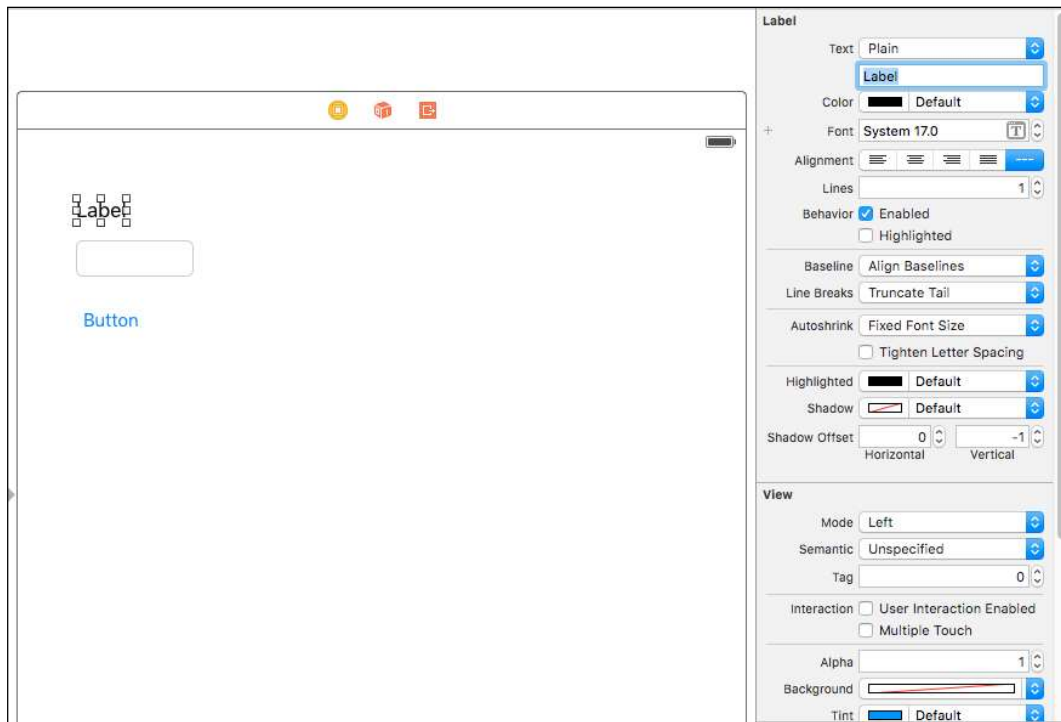 Label
Button
Label
Text Plain
Label
Color Default
Font System 17.0 T
Alignment ---
Lines 1
Behavior Enabled
Highlighted
Baseline Align Baselines
Line Breaks Truncate Tail
Autoshrink Fixed Font Size
Tighten Letter Spacing
Highlighted Default
Shadow Default
Shadow Offset 0 -1
Horizontal Vertical
View
Mode Left
Semantic Unspecified
Tag 0
Interaction User Interaction Enabled
Multiple Touch
Alpha 1
Background
Tint Default